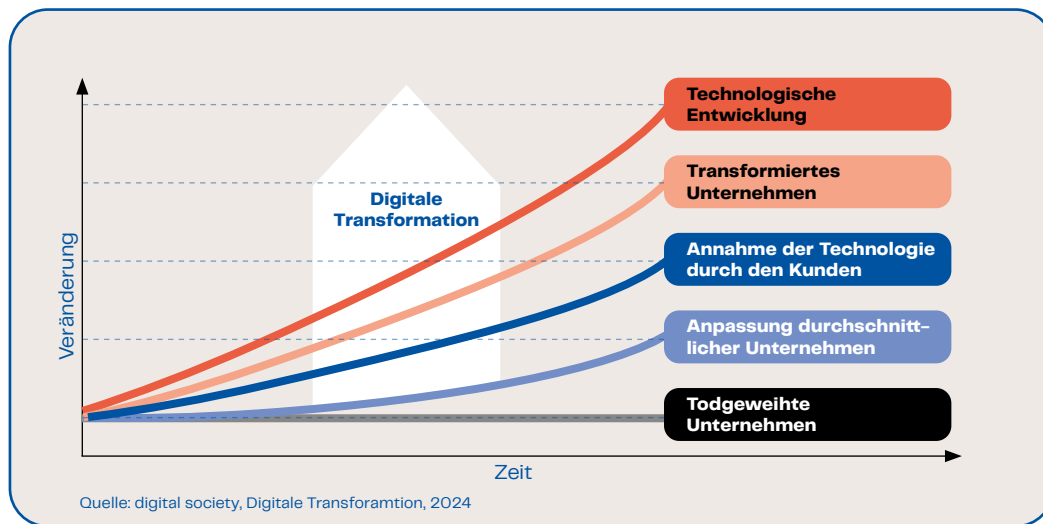 Technologische
Entwicklung
Transformiertes
Unternehmen
Digitale
Transformation
Annahme der Technologie
durch den Kunden
Veränderung
Anpassung durchschnitt-
licher Unternehmen
Todgeweihte
Unternehmen
Zeit
Quelle: digital society, Digitale Transforamtion, 2024